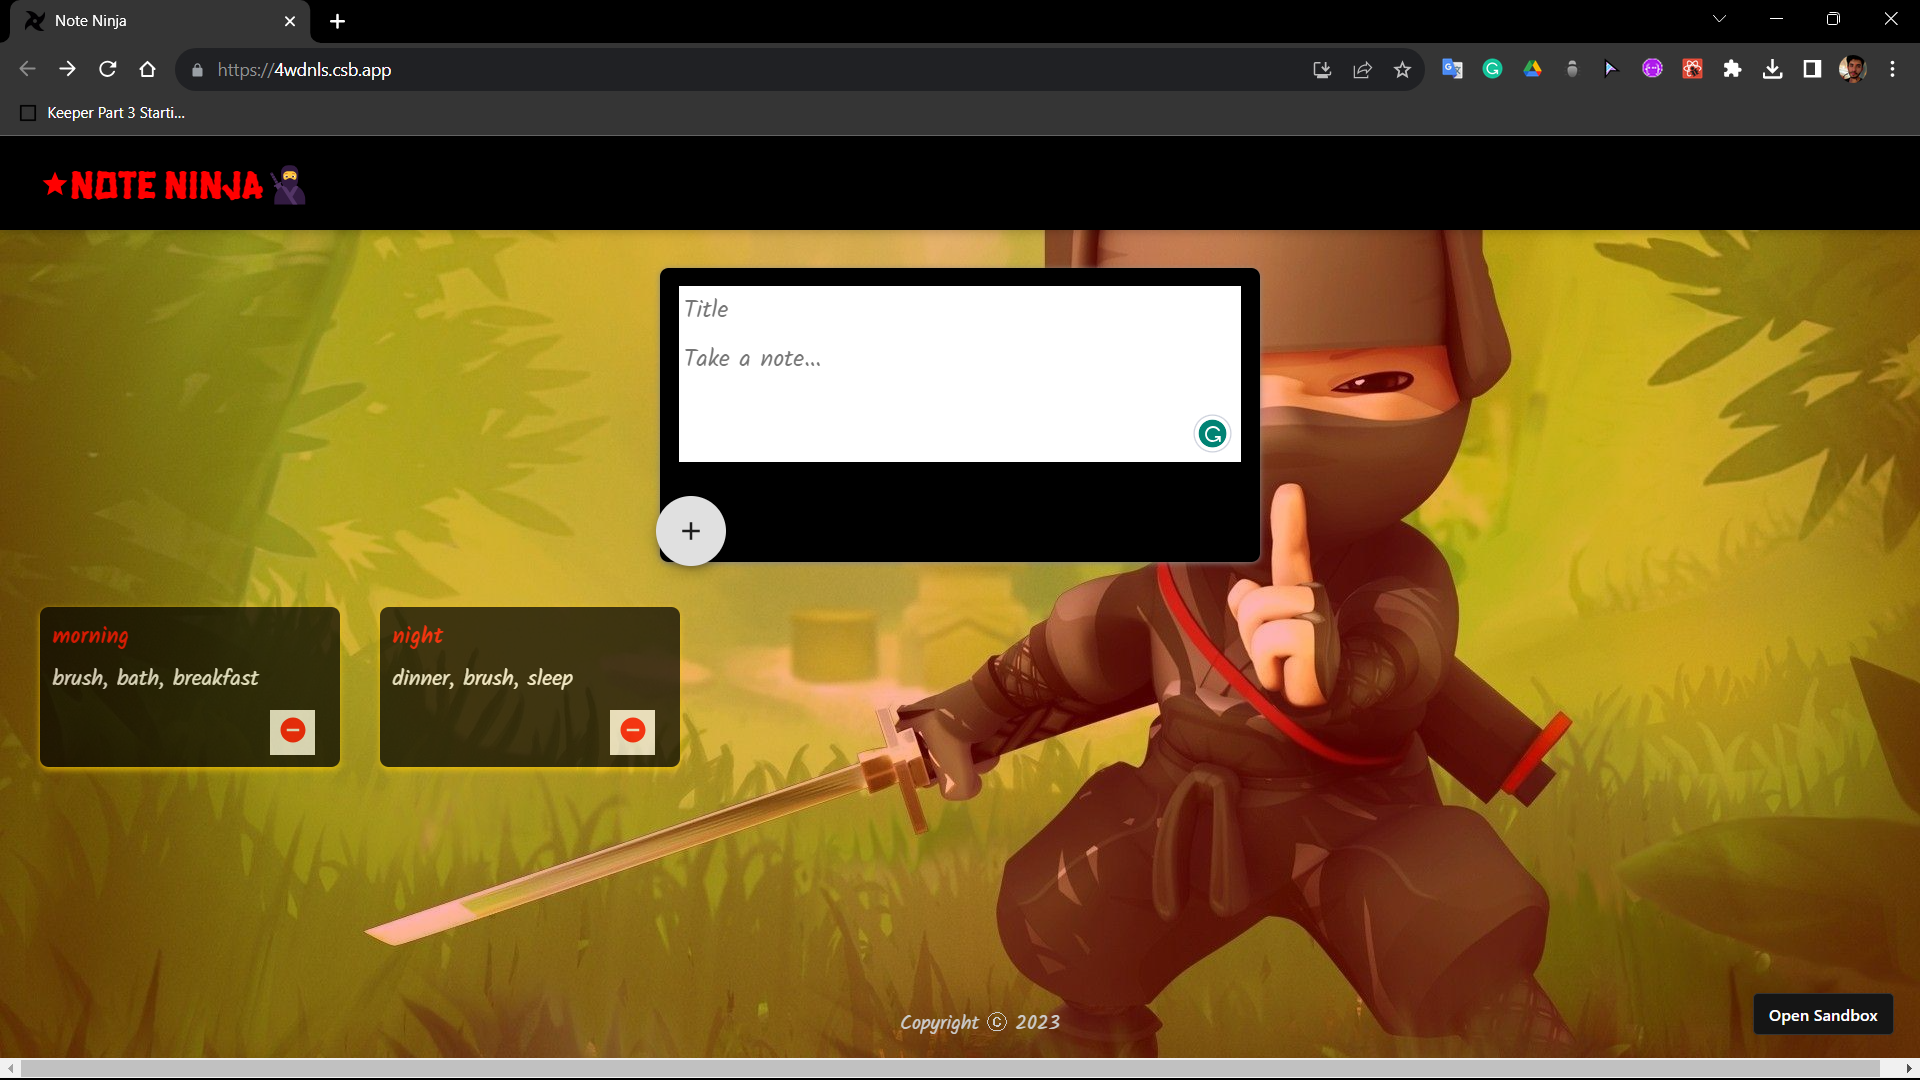 Note Ninja
https://4wdnls.csb.app
Keeper Part 3 Starti...
★NOTE NINJA🥷
Title
Take a note...
morning
brush, bath, breakfast
night
dinner, brush, sleep
Copyright © 2023
Open Sandbox